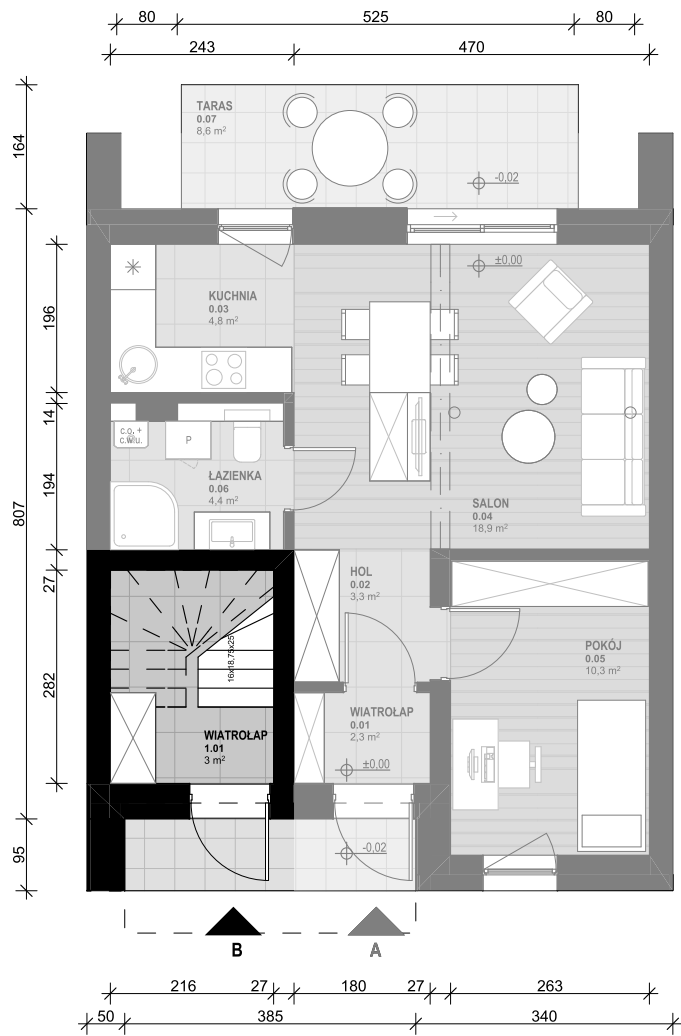 80
525
80
243
470
164
TARAS
0.07
8,6 m²
-0,02
±0.00
KUCHNIA
0.03
4,8 m²
196
14
c.o. +
c.w.u.
P
ŁAZIENKA
0.06
4,4 m²
194
807
SALON
0.04
18,9 m²
HOL
0.02
3,3 m²
27
16x18,75x25
POKÓJ
0.05
10,3 m²
282
WIATROŁAP
1.01
3 m²
WIATROŁAP
0.01
2,3 m²
±0.00
95
-0,02
B
A
216
27
180
27
263
50
385
340